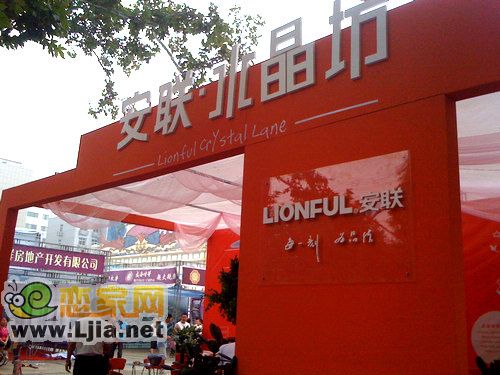 安联·水晶坊
Lionful Crystal Lane
LIONFUL.安联
房地产开发有限公司
恋家网
www.Ljia.net